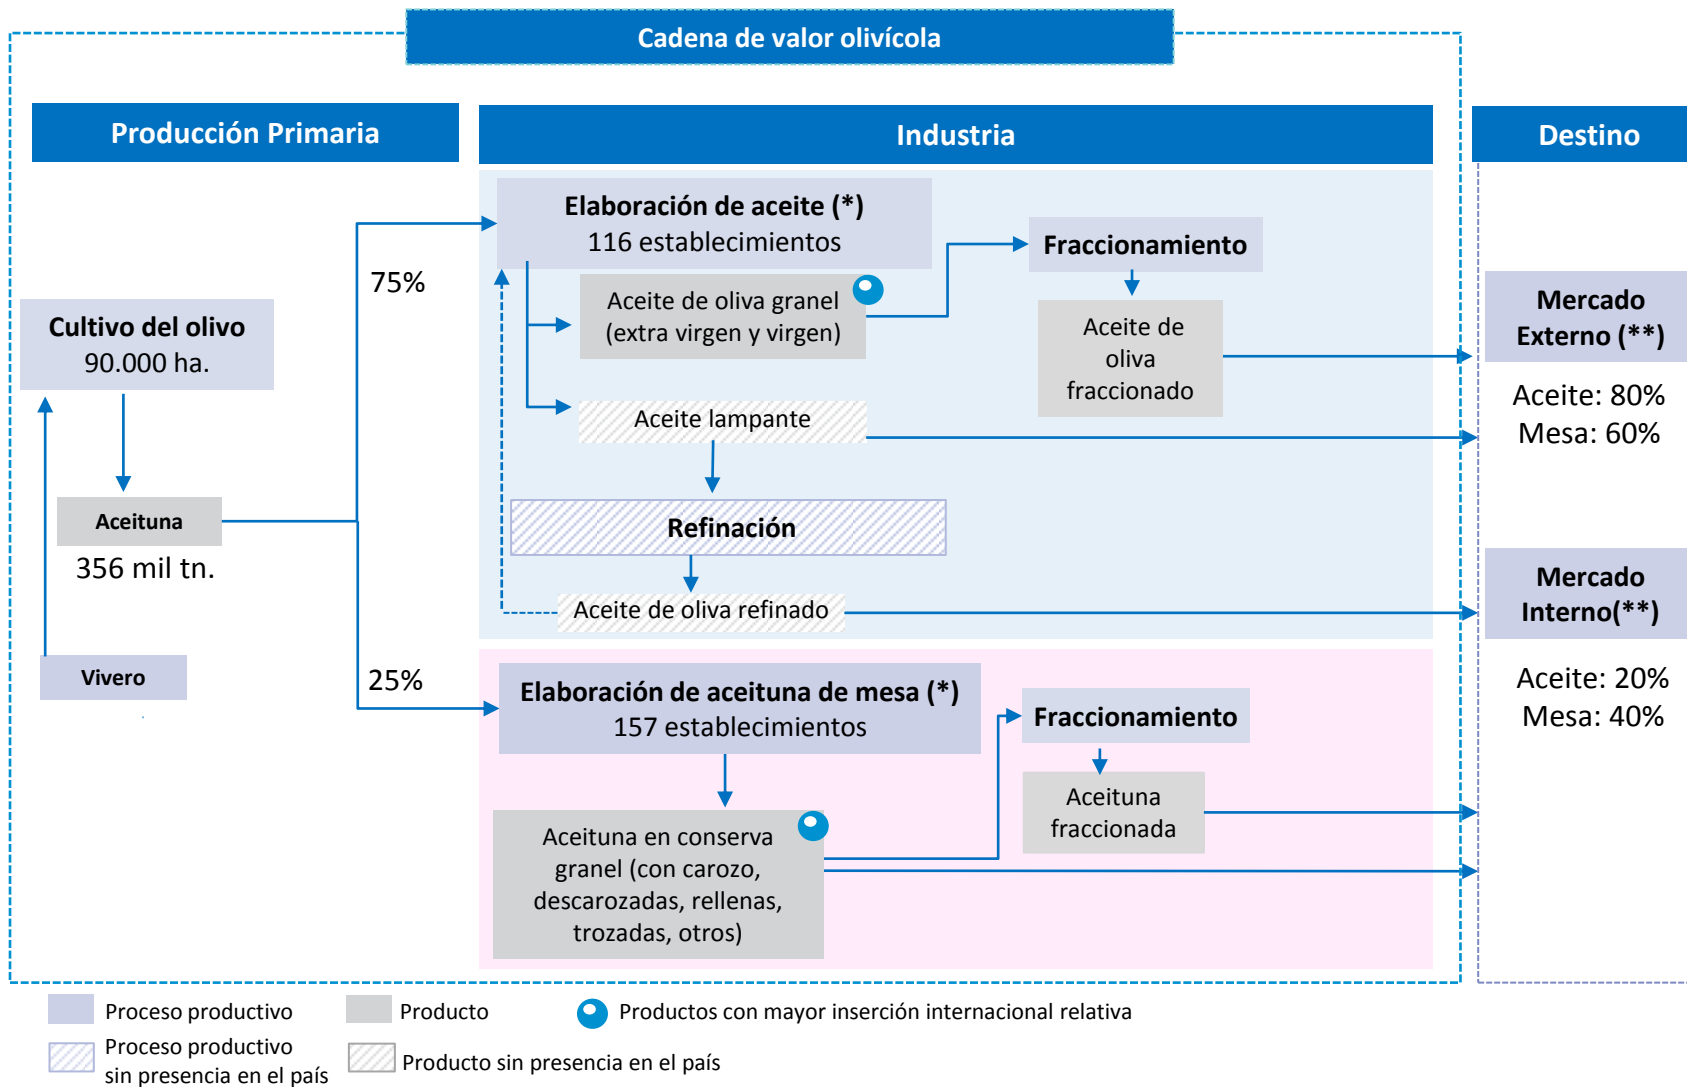 Cadena de valor olivícola
Producción Primaria
Industria
Destino
Elaboración de aceite (*)
116 establecimientos
Fraccionamiento
75%
Aceite de oliva granel
(extra virgen y virgen)
Cultivo del olivo
90.000 ha.
Aceite de
oliva
fraccionado
Mercado
Externo (**)
Aceite: 80%
Mesa: 60%
Aceite lampante
Aceituna
356 mil tn.
Refinación
Aceite de oliva refinado
Mercado
Interno(**)
Aceite: 20%
Mesa: 40%
Vivero
25%
Elaboración de aceituna de mesa (*)
157 establecimientos
Fraccionamiento
Aceituna
fraccionada
Aceituna en conserva
granel (con carozo,
descarozadas, rellenas,
trozadas, otros)
Proceso productivo
Producto
Productos con mayor inserción internacional relativa
Proceso productivo
sin presencia en el país
Producto sin presencia en el país